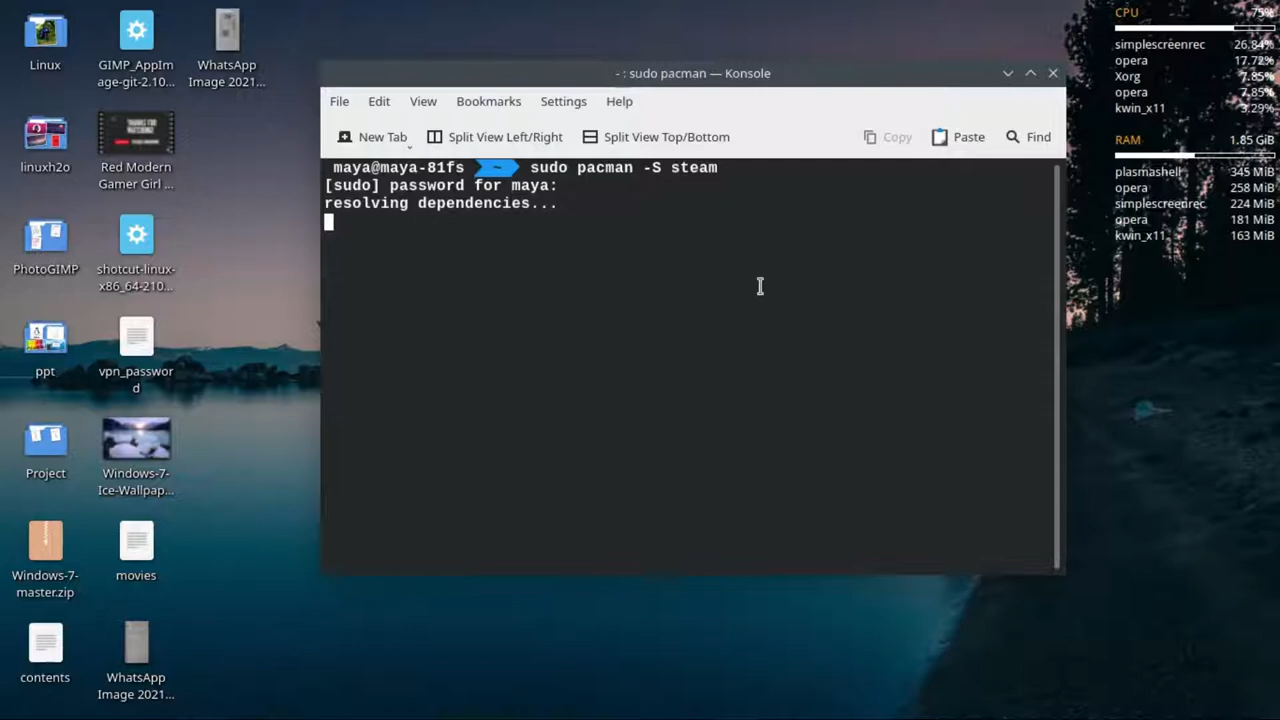 Linux
GIMP_AppIm
age-git-2.10...
WhatsApp
Image 2021...
linuxh2o
Red Modern
Gamer Girl ...
PhotoGIMP
shotcut-linux-
x86_64-210...
ppt
vpn_passwor
d
Project
Windows-7-
Ice-Wallpap...
Windows-7-
master.zip
movies
contents
WhatsApp
Image 2021...
- : sudo pacman — Konsole
File Edit View Bookmarks Settings Help
New Tab Split View Left/Right Split View Top/Bottom Copy Paste Find
maya@maya-81fs ~ sudo pacman -S steam
[sudo] password for maya:
resolving dependencies...
CPU 75%
simplescreenrec 26.84%
opera 17.72%
Xorg 7.85%
opera 7.85%
kwin_x11 3.29%
RAM 1.85 GiB
plasmashell 345 MiB
opera 258 MiB
simplescreenrec 224 MiB
opera 181 MiB
kwin_x11 163 MiB